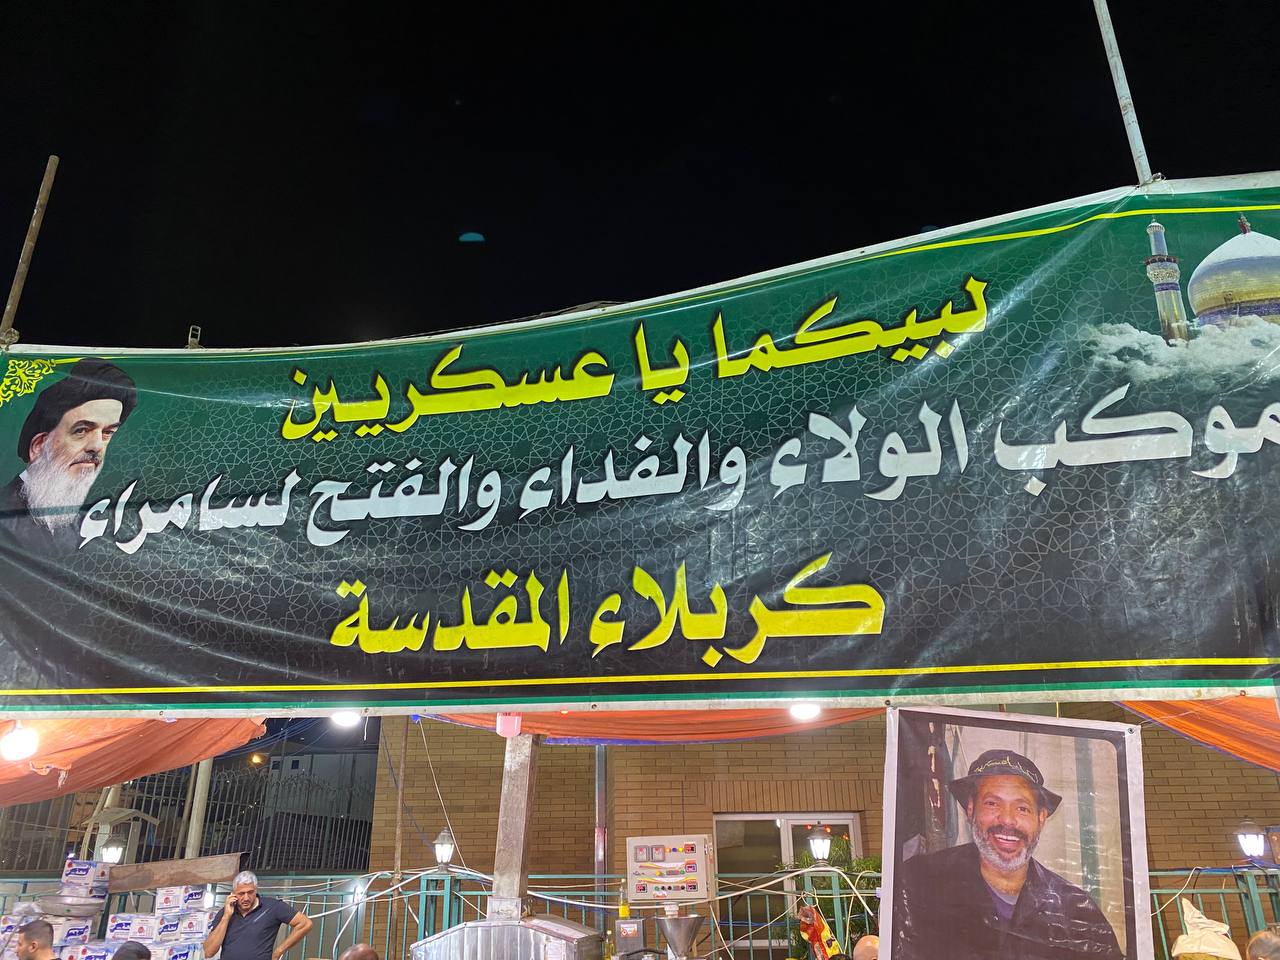 لبيكما يا عسكريين
موكب الولاء والفداء والفتح لسامراء
كربلاء المقدسة